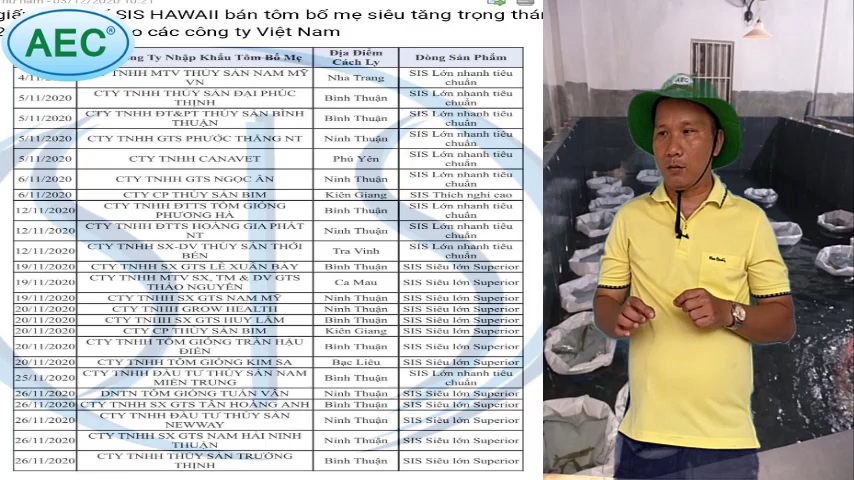 năm - 03/12/2020 10:21
SIS HAWAII bán tôm bố mẹ siêu tăng trọng thán
các công ty Việt Nam
AEC®
ng Ty Nhập Khẩu Tôm Bố Mẹ Địa Điểm Cách Ly Dòng Sản Phẩm
4/11/ TNHH MTV THỦY SẢN NAM MỸ VN Nha Trang SIS Lớn nhanh tiêu chuẩn
5/11/2020 CTY TNHH THỦY SẢN ĐẠI PHÚC THỊNH Bình Thuận SIS Lớn nhanh tiêu chuẩn
5/11/2020 CTY TNHH ĐT&PT THỦY SẢN BÌNH THUẬN Bình Thuận SIS Lớn nhanh tiêu chuẩn
5/11/2020 CTY TNHH GTS PHƯỚC THẮNG NT Ninh Thuận SIS Lớn nhanh tiêu chuẩn
5/11/2020 CTY TNHH CANAVET Phú Yên SIS Lớn nhanh tiêu chuẩn
6/11/2020 CTY TNHH GTS NGỌC ÂN Ninh Thuận SIS Lớn nhanh tiêu chuẩn
6/11/2020 CTY CP THỦY SẢN BIM Kiên Giang SIS Thích nghi cao
12/11/2020 CTY TNHH ĐTTS TÔM GIỐNG PHƯƠNG HÀ Bình Thuận SIS Lớn nhanh tiêu chuẩn
12/11/2020 CTY TNHH ĐTTS HOÀNG GIA PHÁT NT Ninh Thuận SIS Lớn nhanh tiêu chuẩn
12/11/2020 CTY TNHH SX-DV THỦY SẢN THỚI BẾN Tra Vinh SIS Lớn nhanh tiêu chuẩn
19/11/2020 CTY TNHH SX GTS LÊ XUÂN BẢY Bình Thuận SIS Siêu lớn Superior
19/11/2020 CTY TNHH MTV SX, TM & DV GTS THẢO NGUYÊN Ca Mau SIS Siêu lớn Superior
19/11/2020 CTY TNHH SX GTS NAM MỸ Ninh Thuận SIS Siêu lớn Superior
20/11/2020 CTY TNHH GROW HEALTH Ninh Thuận SIS Siêu lớn Superior
20/11/2020 CTY TNHH SX GTS HUY LÂM Bình Thuận SIS Siêu lớn Superior
20/11/2020 CTY CP THỦY SẢN BIM Kiên Giang SIS Siêu lớn Superior
20/11/2020 CTY TNHH TÔM GIỐNG TRẦN HẬU ĐIỂN Bình Thuận SIS Siêu lớn Superior
20/11/2020 CTY TNHH TÔM GIỐNG KIM SA Bạc Liêu SIS Siêu lớn Superior
25/11/2020 CTY TNHH ĐẦU TƯ THỦY SẢN NAM MIỀN TRUNG Bình Thuận SIS Lớn nhanh tiêu chuẩn
26/11/2020 DNTN TÔM GIỐNG TUẤN VÂN Ninh Thuận SIS Siêu lớn Superior
26/11/2020 CTY TNHH SX GTS TẤN HOÀNG ANH Bình Thuận SIS Siêu lớn Superior
26/11/2020 CTY TNHH ĐẦU TƯ THỦY SẢN NEWWAY Ninh Thuận SIS Siêu lớn Superior
26/11/2020 CTY TNHH SX GTS NAM HẢI NINH THUẬN Ninh Thuận SIS Siêu lớn Superior
26/11/2020 CTY TNHH THỦY SẢN TRƯỜNG THỊNH Bình Thuận SIS Siêu lớn Superior
SIS
AEC